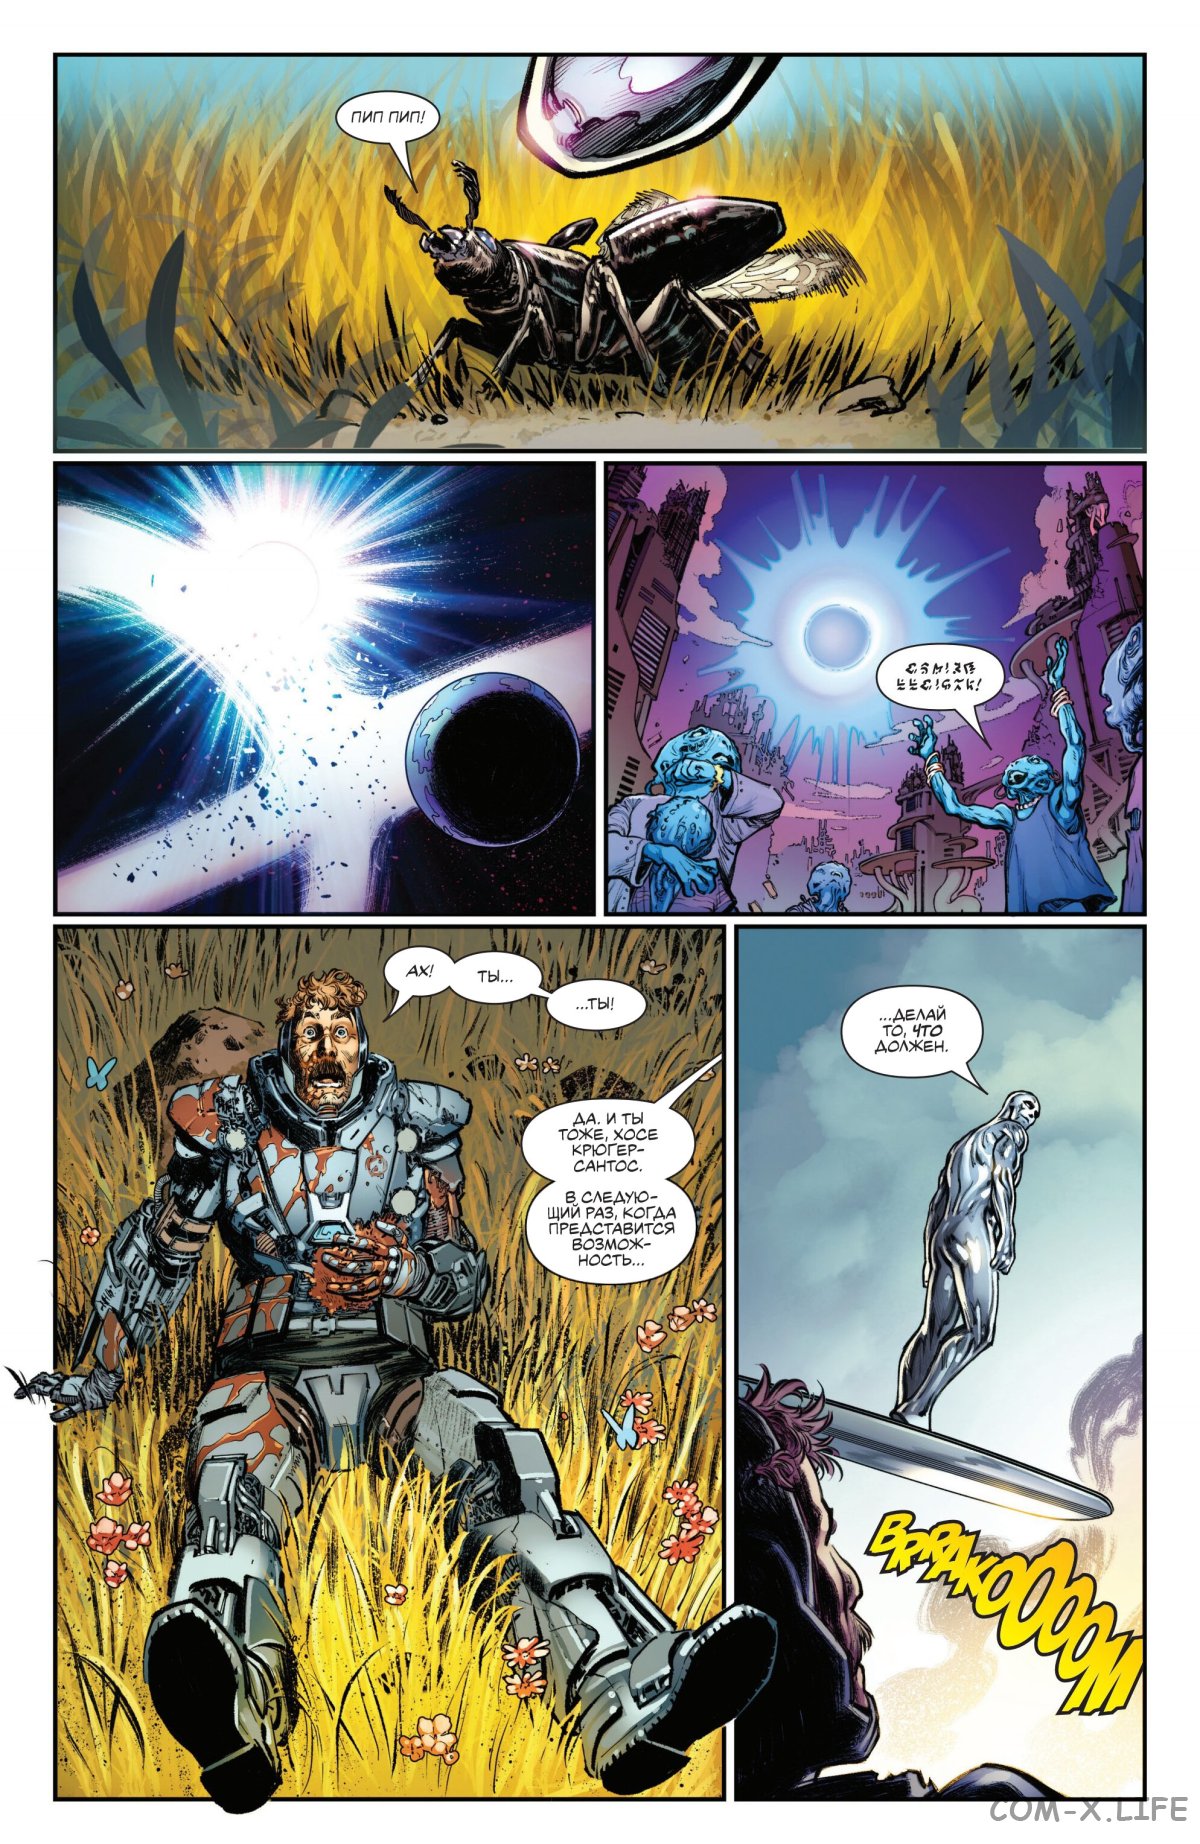 ПИП ПИП!
АХ!
ТЫ...
...ТЫ!
ДА. И ТЫ
ТОЖЕ, ХОСЕ
КРЮГЕР-
САНТОС.
В СЛЕДУЮ-
ЩИЙ РАЗ, КОГДА
ПРЕДСТАВИТСЯ
ВОЗМОЖ-
НОСТЬ...
...ДЕЛАЙ
ТО, ЧТО
ДОЛЖЕН.
BRRAKOOOOOM
COM-X.LIFE